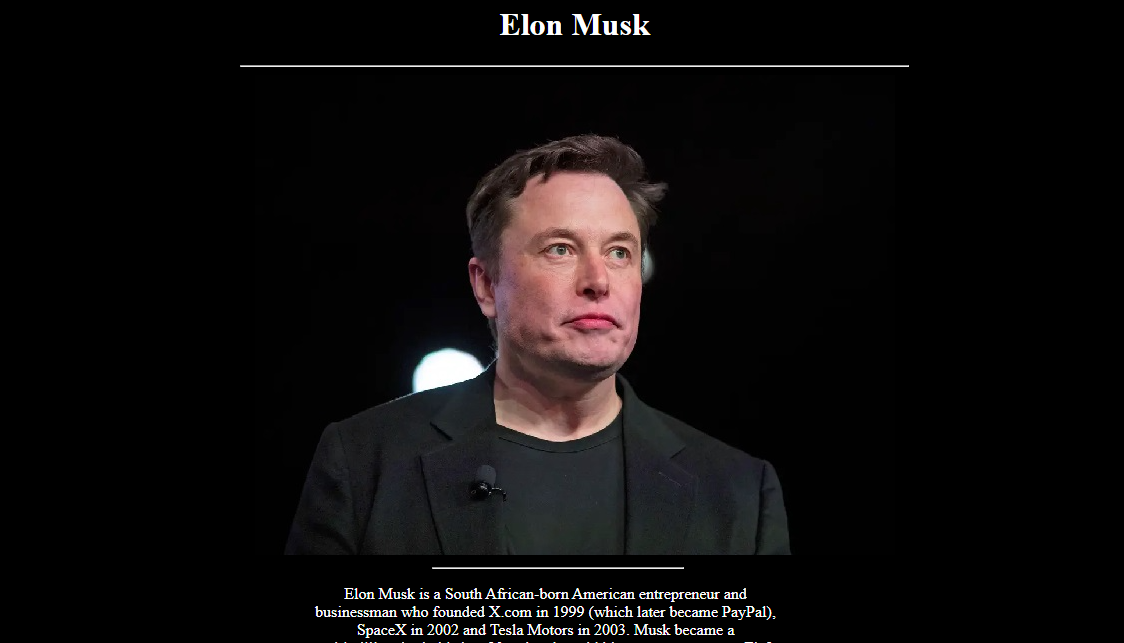 Elon Musk
Elon Musk is a South African-born American entrepreneur and
businessman who founded X.com in 1999 (which later became PayPal),
SpaceX in 2002 and Tesla Motors in 2003. Musk became a